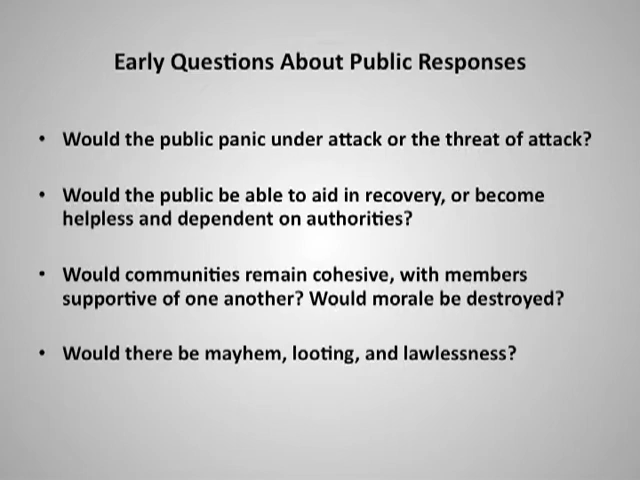 Early Questions About Public Responses
• Would the public panic under attack or the threat of attack?
• Would the public be able to aid in recovery, or become
helpless and dependent on authorities?
• Would communities remain cohesive, with members
supportive of one another? Would morale be destroyed?
• Would there be mayhem, looting, and lawlessness?